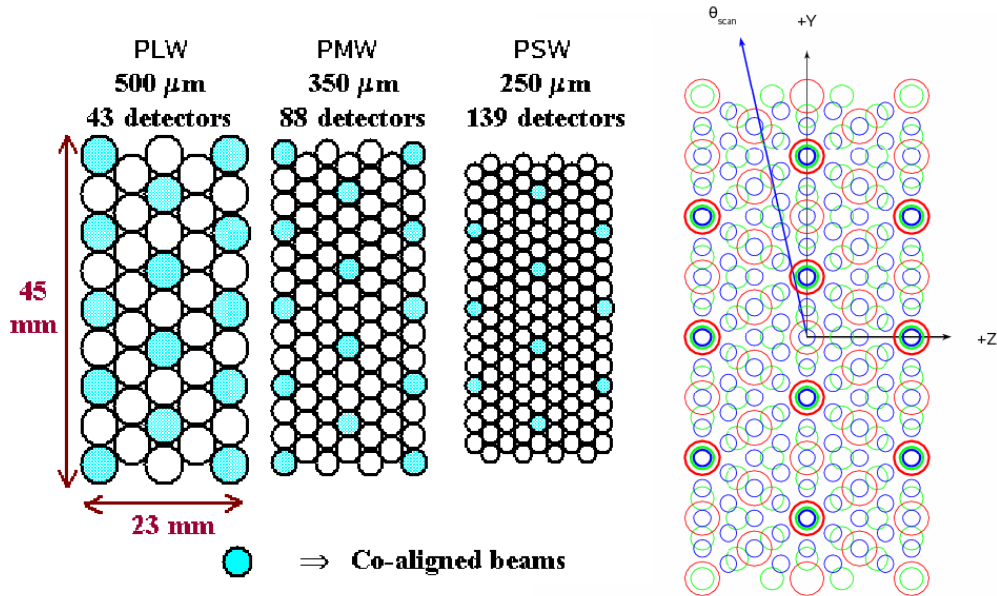 PLW
500 μm
43 detectors
PMW
350 μm
88 detectors
PSW
250 μm
139 detectors
45
mm
23 mm
⇒ Co-aligned beams
θscan
+Y
+Z